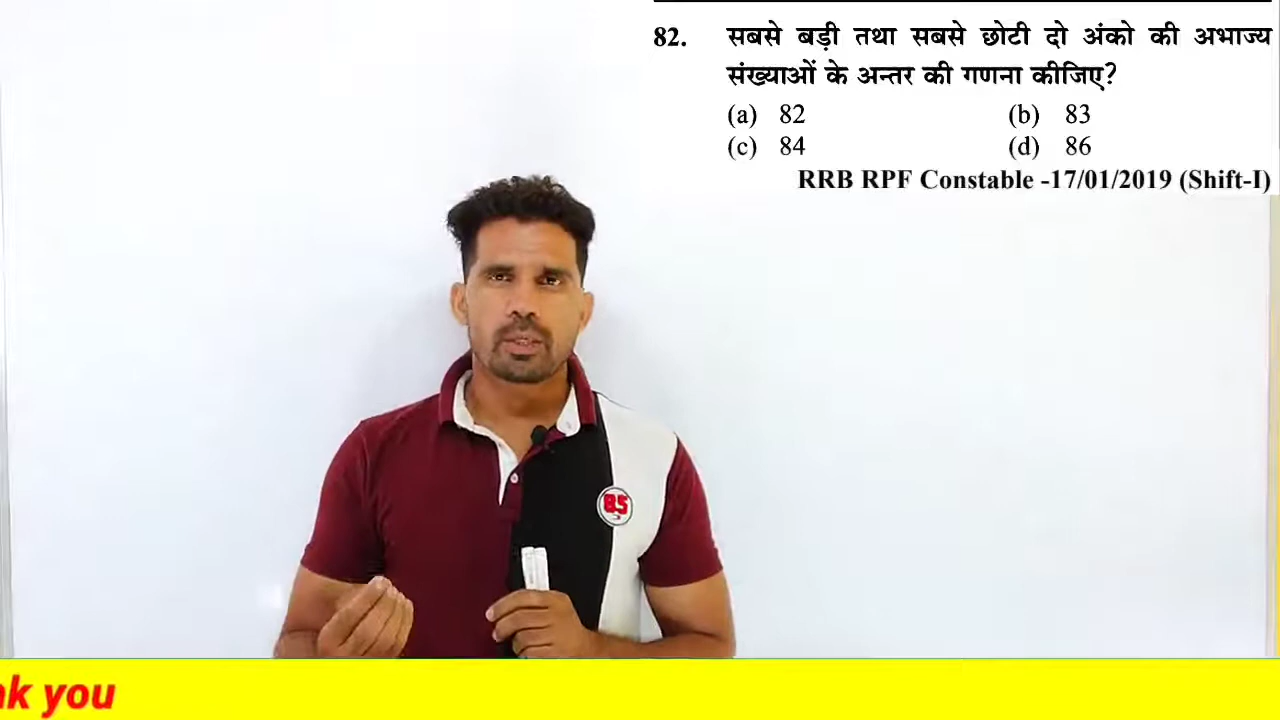 82. सबसे बड़ी तथा सबसे छोटी दो अंको की अभाज्य
संख्याओं के अन्तर की गणना कीजिए?
(a) 82 (b) 83
(c) 84 (d) 86
RRB RPF Constable -17/01/2019 (Shift-I)
BS
nk you